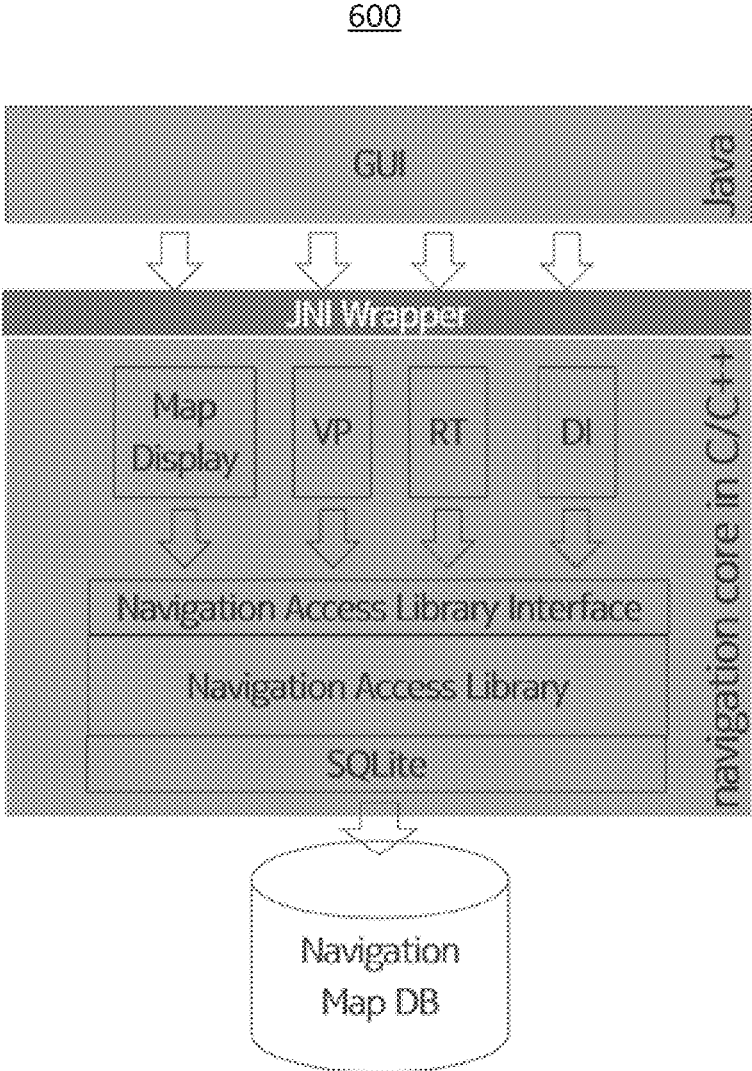 600
GUI
Java
JNI Wrapper
Map
Display
VP
RT
DI
navigation core in C/C++
Navigation Access Library Interface
Navigation Access Library
SQLite
Navigation
Map DB